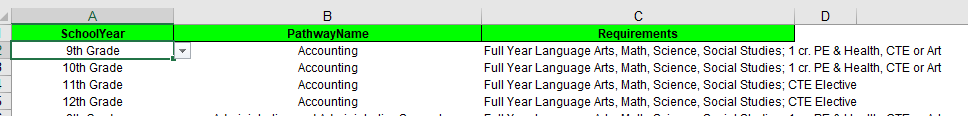 A B C D
SchoolYear PathwayName Requirements
9th Grade Accounting Full Year Language Arts, Math, Science, Social Studies; 1 cr. PE & Health, CTE or Art
10th Grade Accounting Full Year Language Arts, Math, Science, Social Studies; 1 cr. PE & Health, CTE or Art
11th Grade Accounting Full Year Language Arts, Math, Science, Social Studies; CTE Elective
12th Grade Accounting Full Year Language Arts, Math, Science, Social Studies; CTE Elective